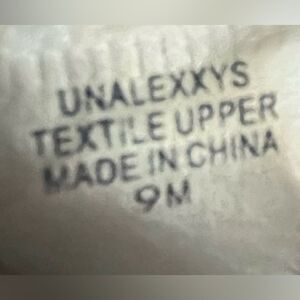 UNALEXXYS
TEXTILE UPPER
MADE IN CHINA
9M